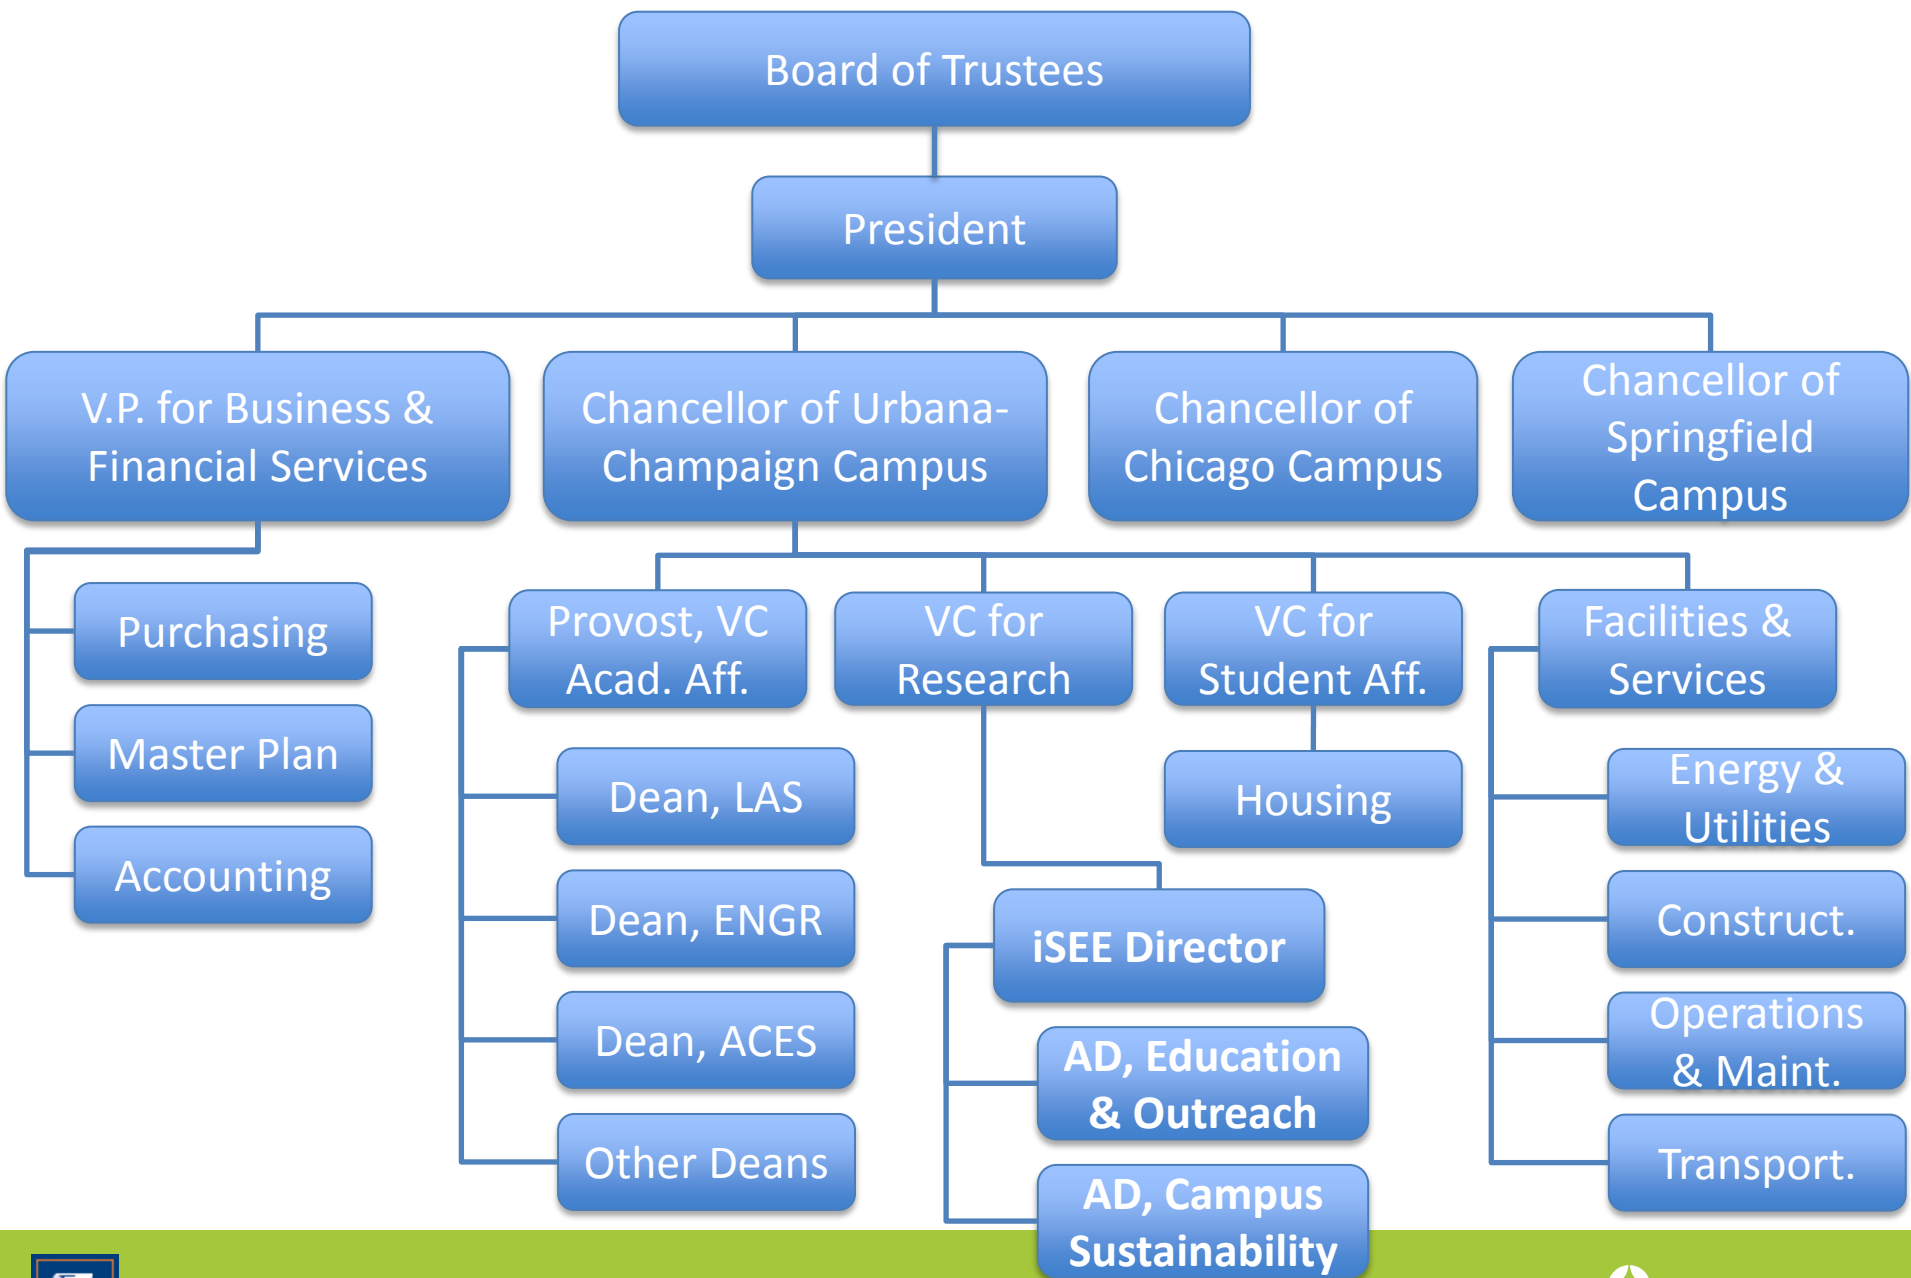 Board of Trustees
President
V.P. for Business &
Financial Services
Chancellor of Urbana-
Champaign Campus
Chancellor of
Chicago Campus
Chancellor of
Springfield
Campus
Purchasing
Master Plan
Accounting
Provost, VC
Acad. Aff.
Dean, LAS
Dean, ENGR
Dean, ACES
Other Deans
VC for
Research
iSEE Director
AD, Education
& Outreach
AD, Campus
Sustainability
VC for
Student Aff.
Housing
Facilities &
Services
Energy &
Utilities
Construct.
Operations
& Maint.
Transport.